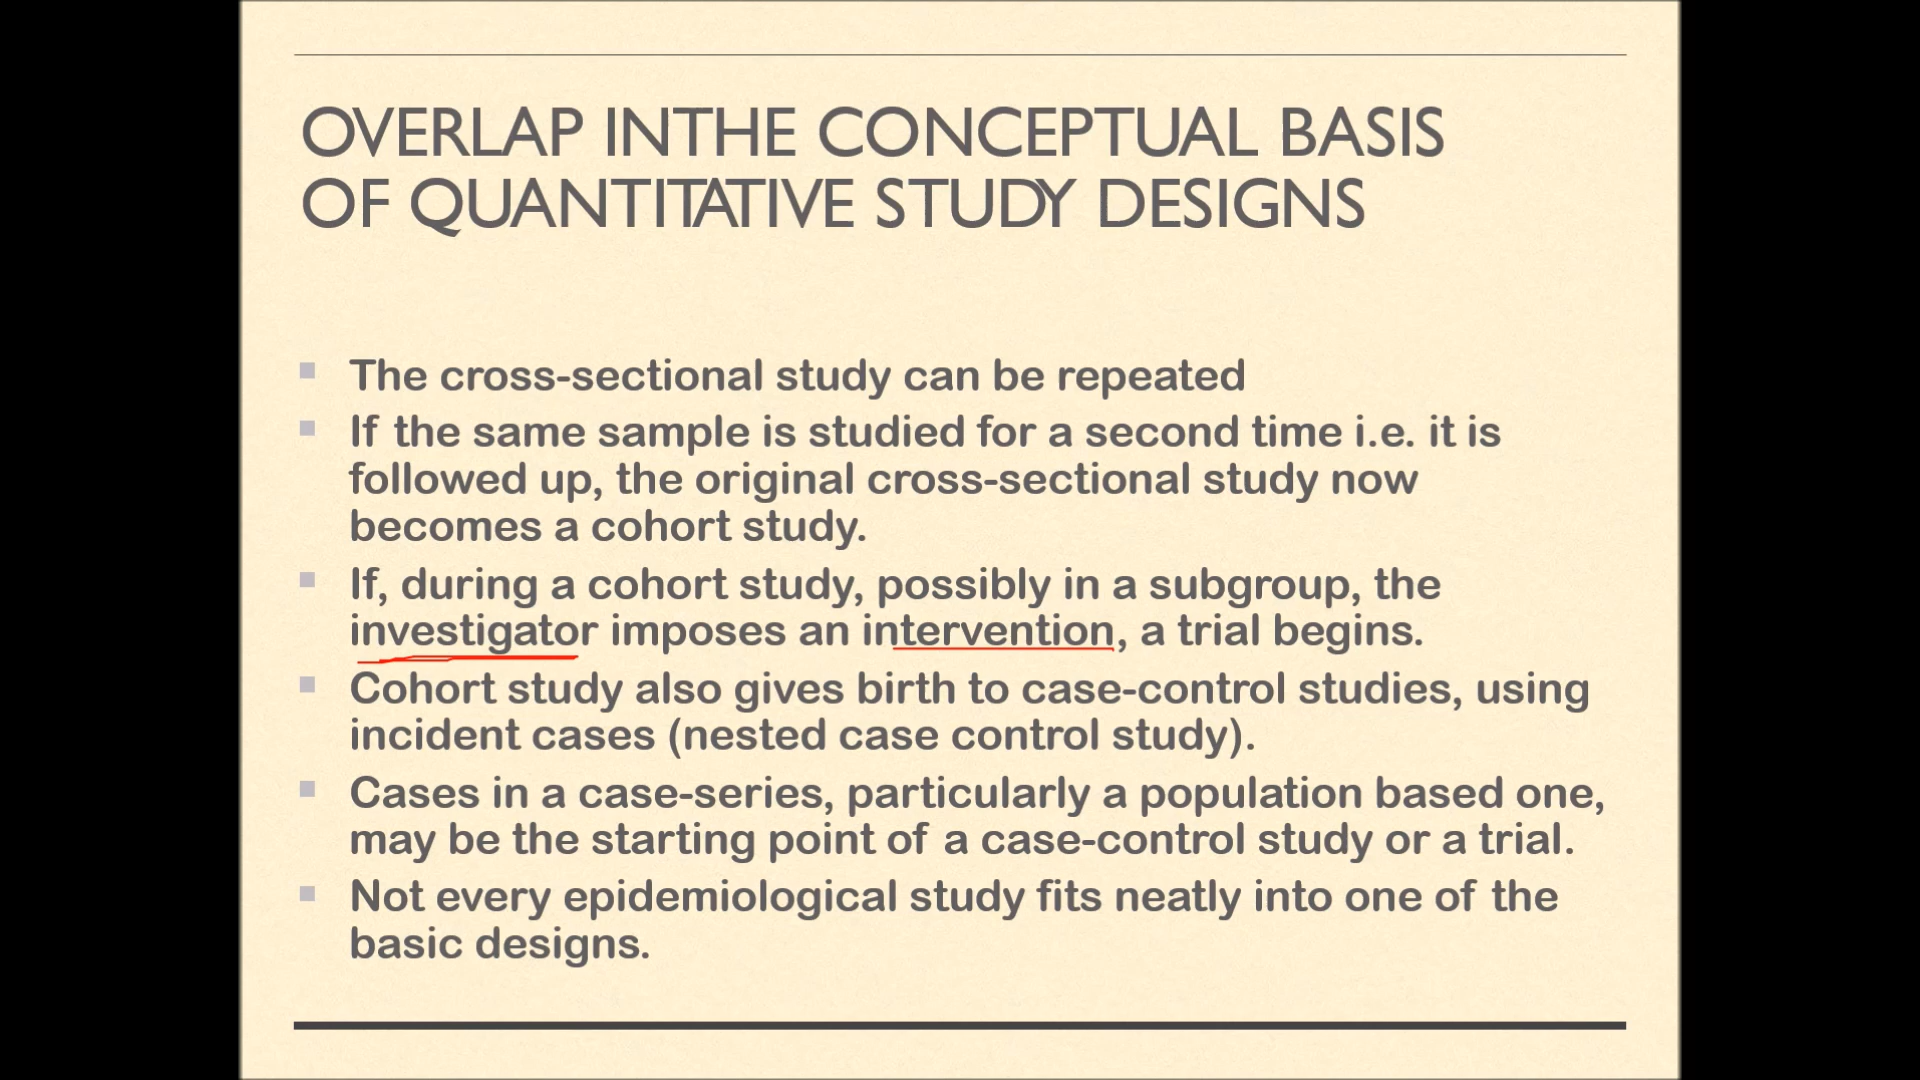 OVERLAP INTHE CONCEPTUAL BASIS
OF QUANTITATIVE STUDY DESIGNS
The cross-sectional study can be repeated
If the same sample is studied for a second time i.e. it is
followed up, the original cross-sectional study now
becomes a cohort study.
If, during a cohort study, possibly in a subgroup, the
investigator imposes an intervention, a trial begins.
Cohort study also gives birth to case-control studies, using
incident cases (nested case control study).
Cases in a case-series, particularly a population based one,
may be the starting point of a case-control study or a trial.
Not every epidemiological study fits neatly into one of the
basic designs.